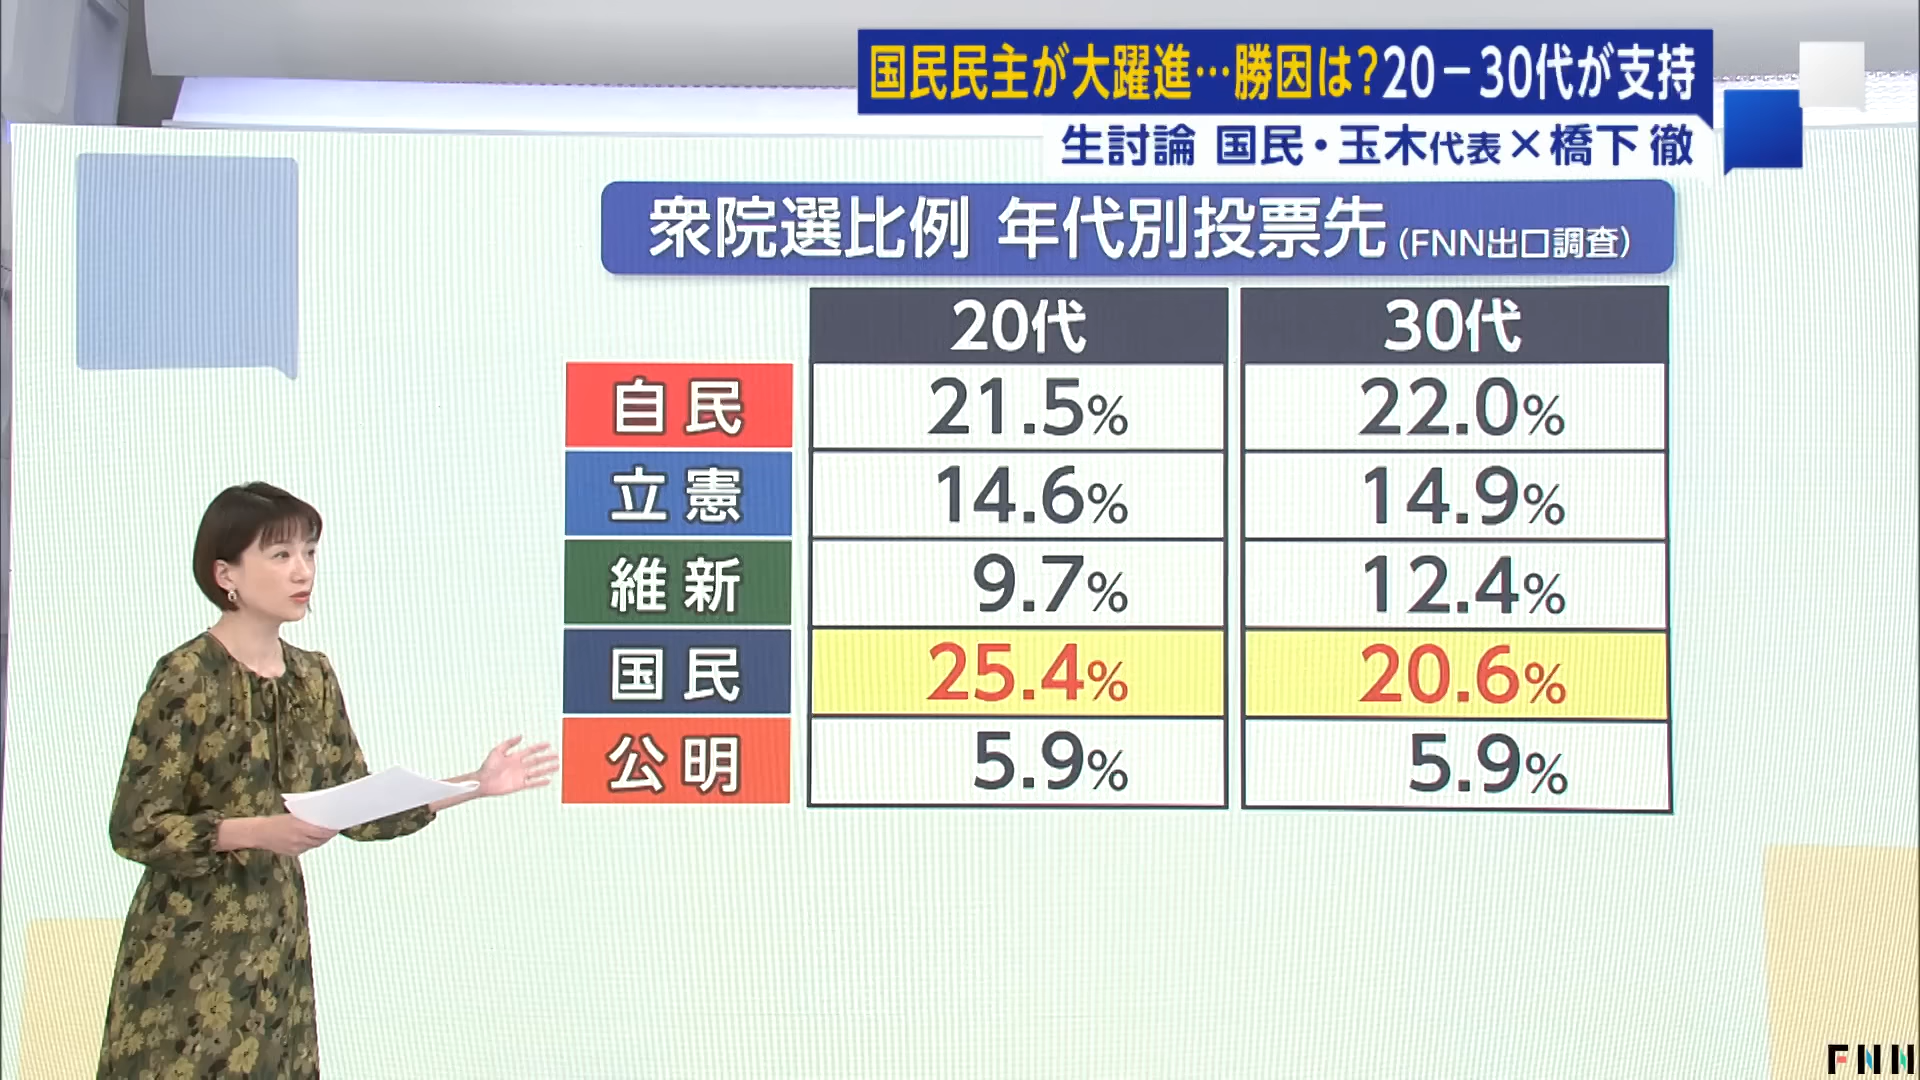 国民民主が大躍進…勝因は?20-30代が支持
生討論 国民・玉木代表×橋下 徹
衆院選比例 年代別投票先(FNN出口調査)
20代 30代
自民 21.5% 22.0%
立憲 14.6% 14.9%
維新 9.7% 12.4%
国民 25.4% 20.6%
公明 5.9% 5.9%
FNN